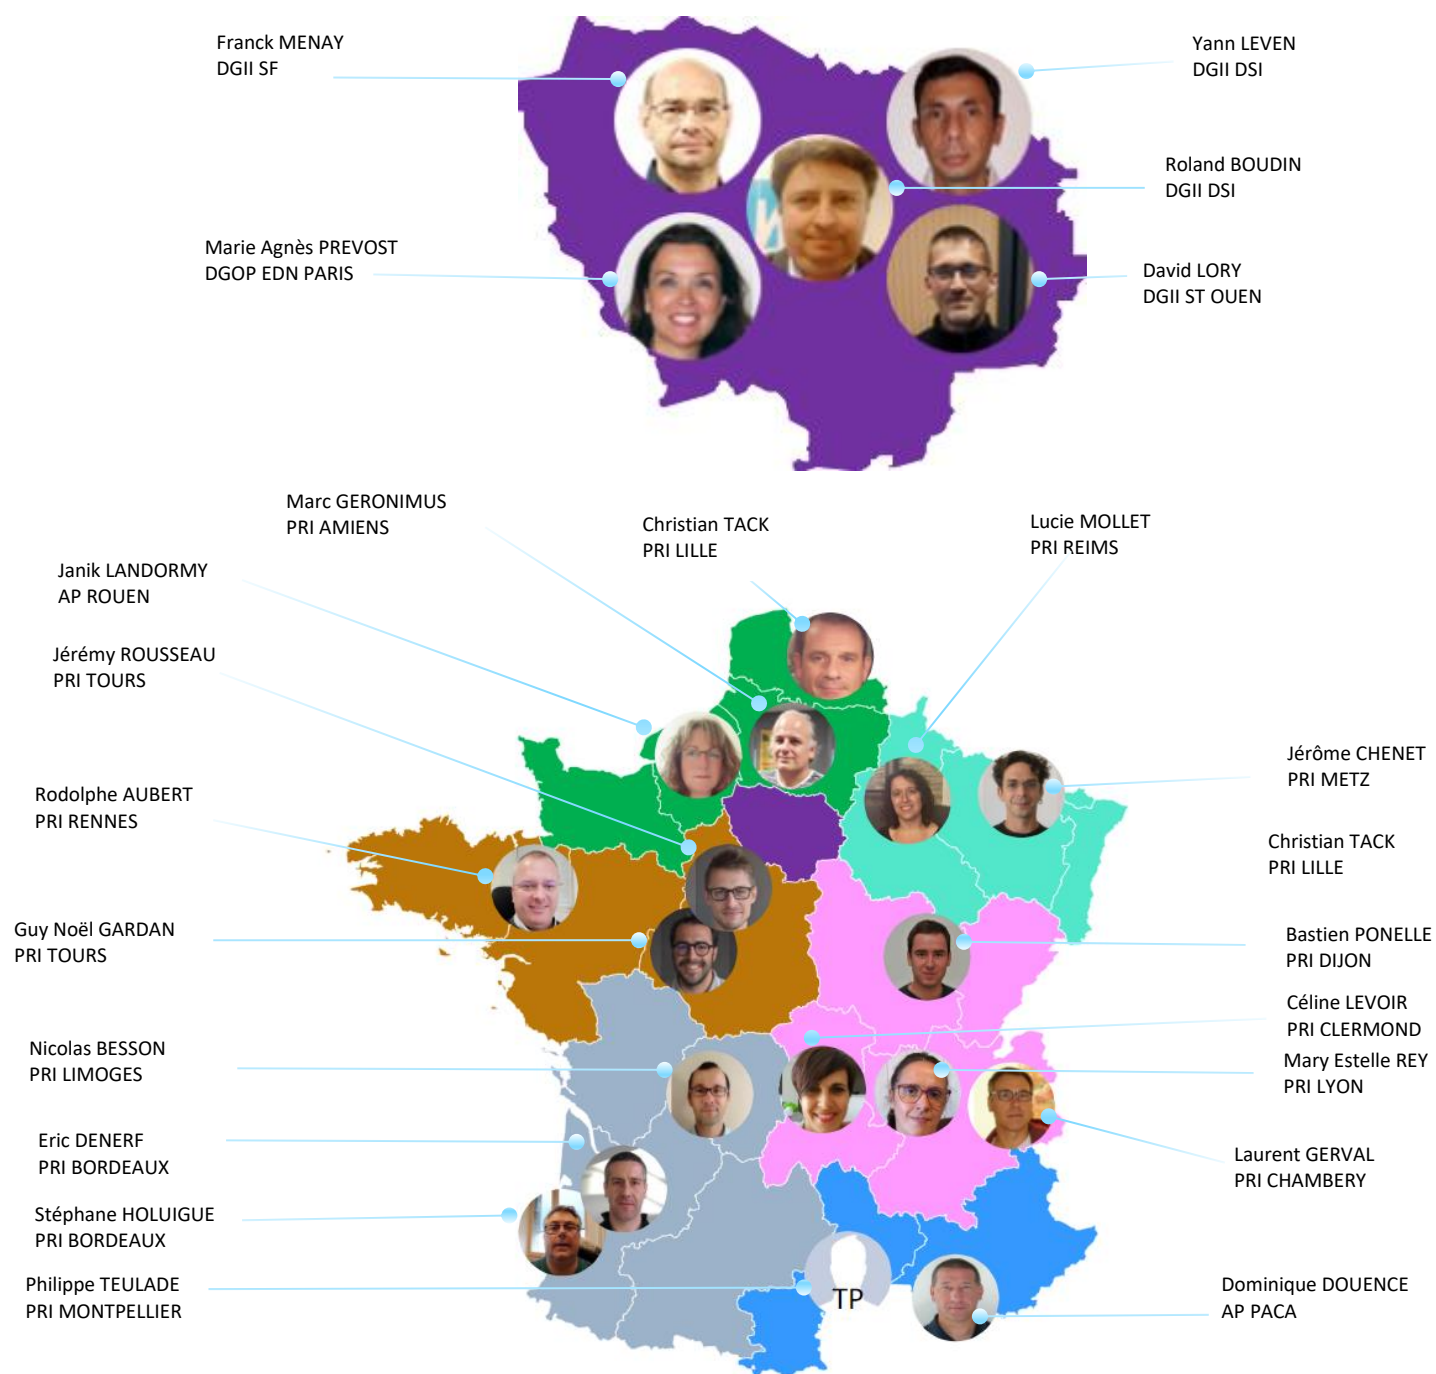 Franck MENAY
DGII SF
Yann LEVEN
DGII DSI
Roland BOUDIN
DGII DSI
Marie Agnès PREVOST
DGOP EDN PARIS
David LORY
DGII ST OUEN
Marc GERONIMUS
PRI AMIENS
Christian TACK
PRI LILLE
Lucie MOLLET
PRI REIMS
Janik LANDORMY
AP ROUEN
Jérémy ROUSSEAU
PRI TOURS
Jérôme CHENET
PRI METZ
Rodolphe AUBERT
PRI RENNES
Christian TACK
PRI LILLE
Guy Noël GARDAN
PRI TOURS
Bastien PONELLE
PRI DIJON
Céline LEVOIR
PRI CLERMOND
Nicolas BESSON
PRI LIMOGES
Mary Estelle REY
PRI LYON
Eric DENERF
PRI BORDEAUX
Laurent GERVAL
PRI CHAMBERY
Stéphane HOLUIGUE
PRI BORDEAUX
Philippe TEULADE
PRI MONTPELLIER
TP
Dominique DOUENCE
AP PACA